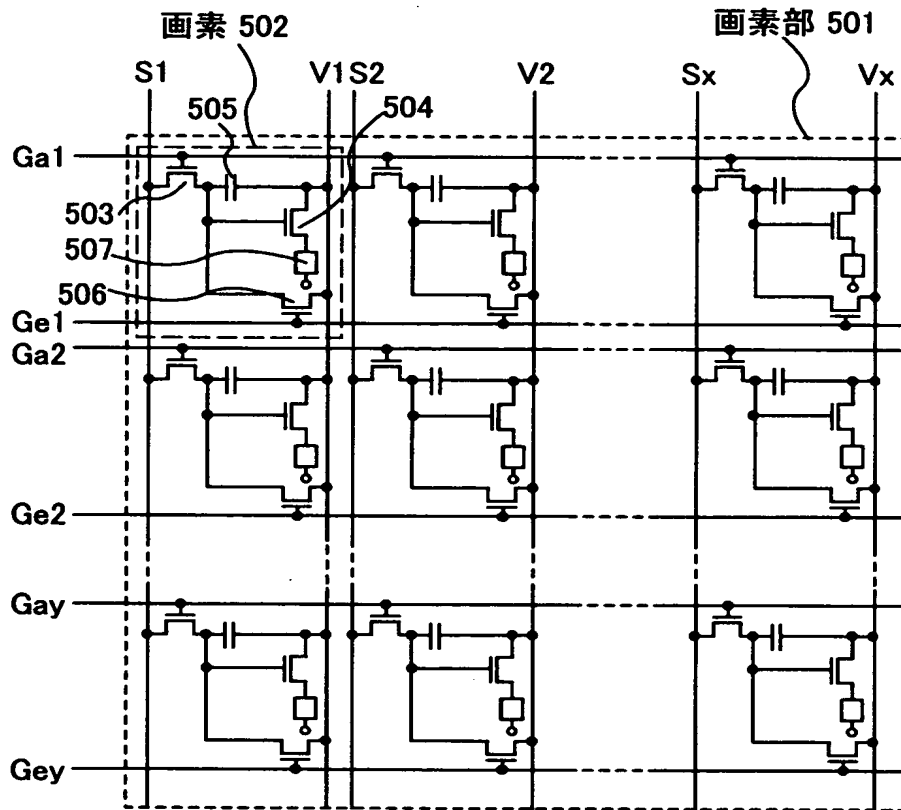 画素 502
画素部 501
S1
V1
S2
V2
Sx
Vx
505
504
Ga1
503
507
506
Ge1
Ga2
Ge2
Gay
Gey